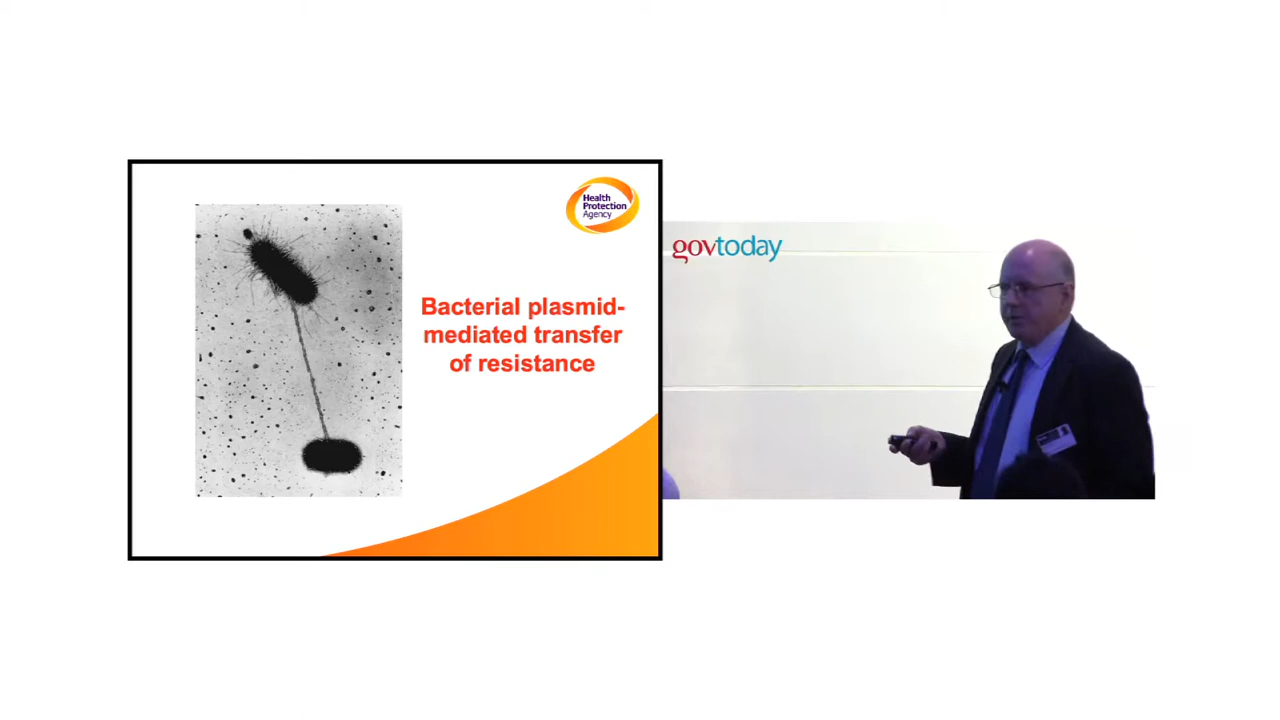 Health
Protection
Agency
Bacterial plasmid-
mediated transfer
of resistance
govtoday